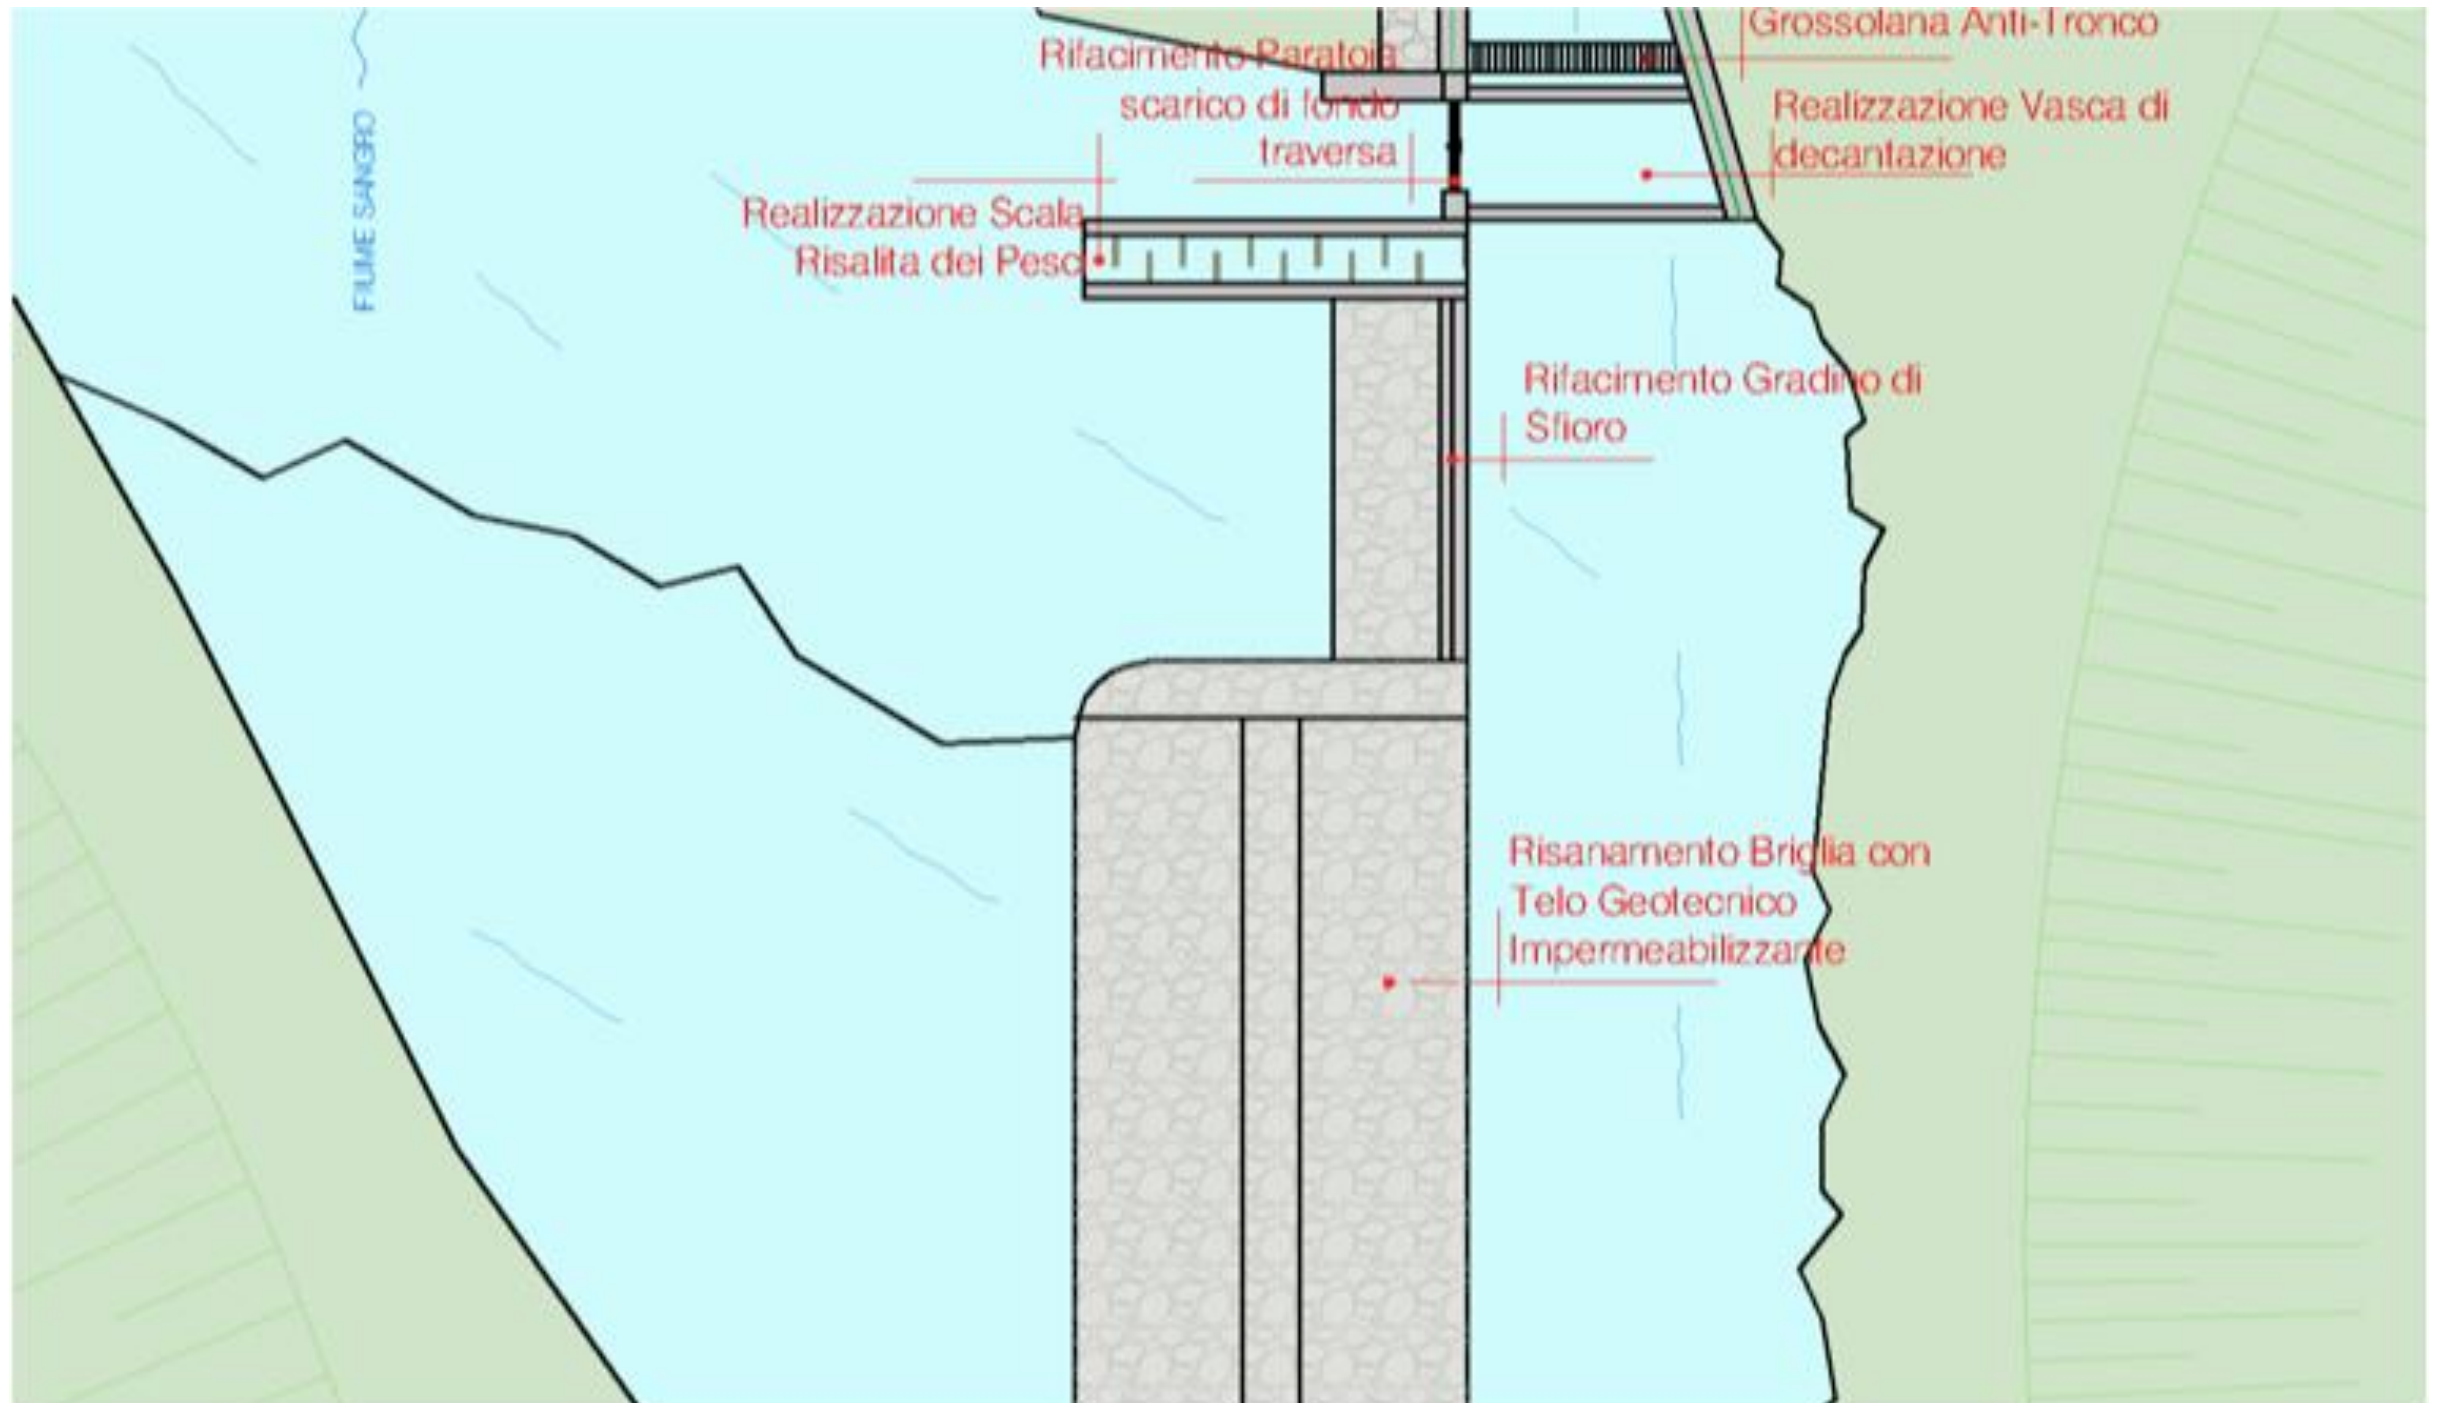 Grossolana Anti-Tronco
Rifacimento Paratoia
scarico di fondo
traversa
Realizzazione Vasca di
decantazione
FIUME SANGRO
Realizzazione Scala
Risalita dei Pesci
Rifacimento Gradino di
Sfioro
Risanamento Briglia con
Telo Geotecnico
Impermeabilizzante